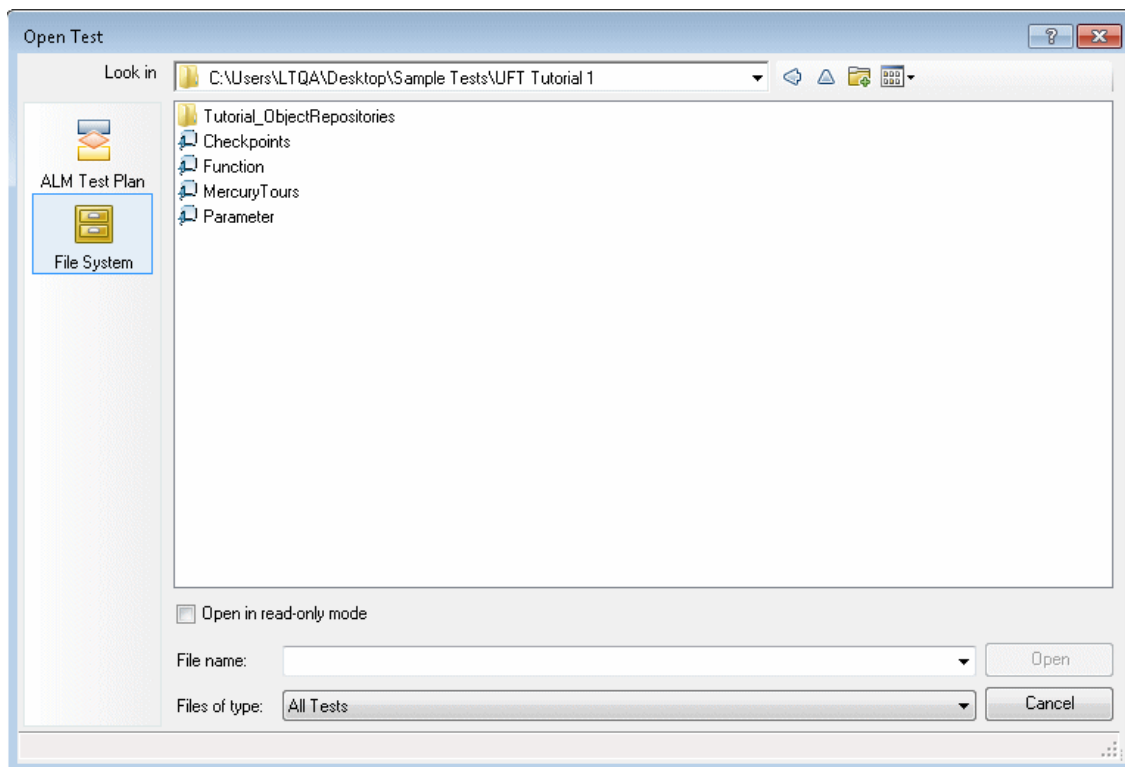 Open Test
Look in
C:\Users\LTQA\Desktop\Sample Tests\UFT Tutorial 1
ALM Test Plan
File System
Tutorial_ObjectRepositories
Checkpoints
Function
MercuryTours
Parameter
Open in read-only mode
File name:
Open
Files of type:
All Tests
Cancel